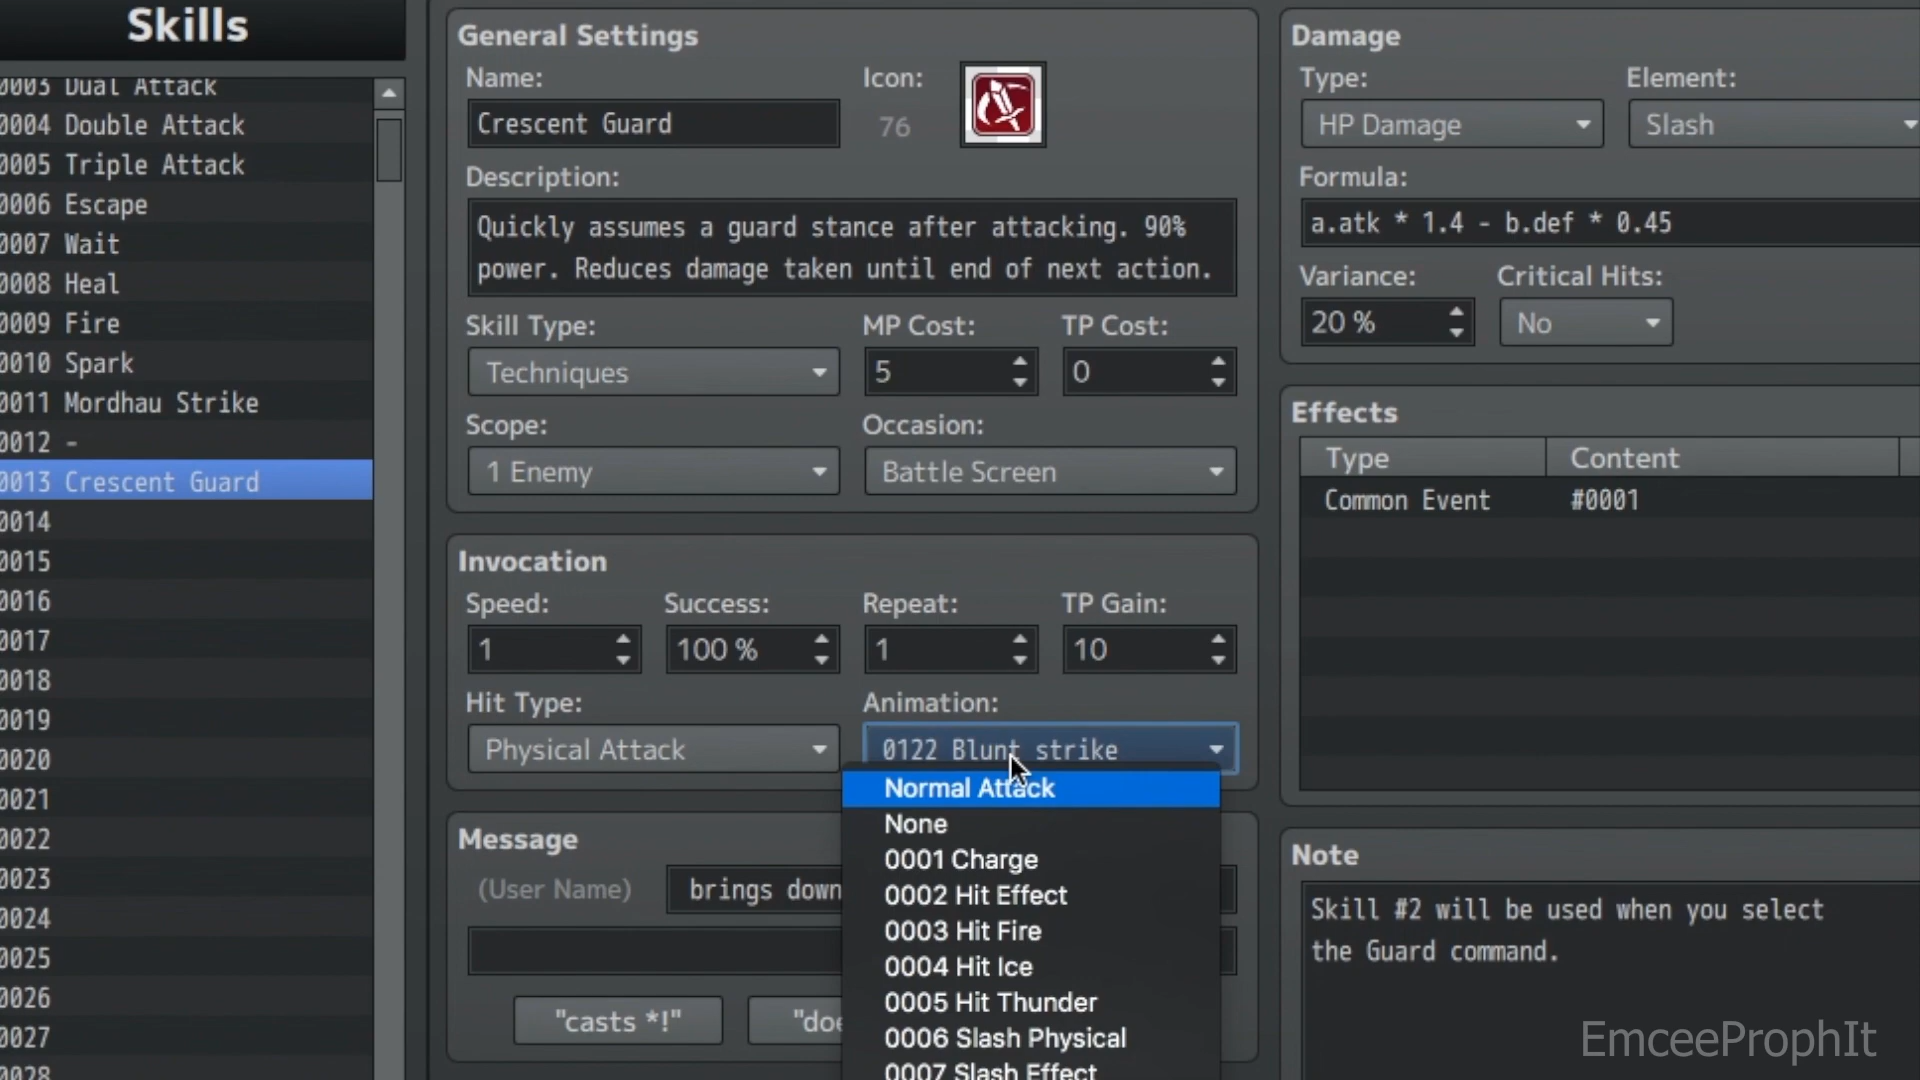 Skills
0003 Dual Attack
0004 Double Attack
0005 Triple Attack
0006 Escape
0007 Wait
0008 Heal
0009 Fire
0010 Spark
0011 Mordhau Strike
0012 -
0013 Crescent Guard
0014
0015
0016
0017
0018
0019
0020
0021
0022
0023
0024
0025
0026
0027
0028
General Settings
Name:
Icon:
Crescent Guard
76
Description:
Quickly assumes a guard stance after attacking. 90%
power. Reduces damage taken until end of next action.
Skill Type:
MP Cost:
TP Cost:
Techniques
5
0
Scope:
Occasion:
1 Enemy
Battle Screen
Invocation
Speed:
Success:
Repeat:
TP Gain:
1
100 %
1
10
Hit Type:
Animation:
Physical Attack
0122 Blunt strike
Normal Attack
None
0001 Charge
0002 Hit Effect
0003 Hit Fire
0004 Hit Ice
0005 Hit Thunder
0006 Slash Physical
0007 Slash Effect
Message
(User Name)
brings down
"casts *!"
"doe
Damage
Type:
Element:
HP Damage
Slash
Formula:
a.atk * 1.4 - b.def * 0.45
Variance:
Critical Hits:
20 %
No
Effects
Type
Content
Common Event
#0001
Note
Skill #2 will be used when you select
the Guard command.
EmceeProphIt